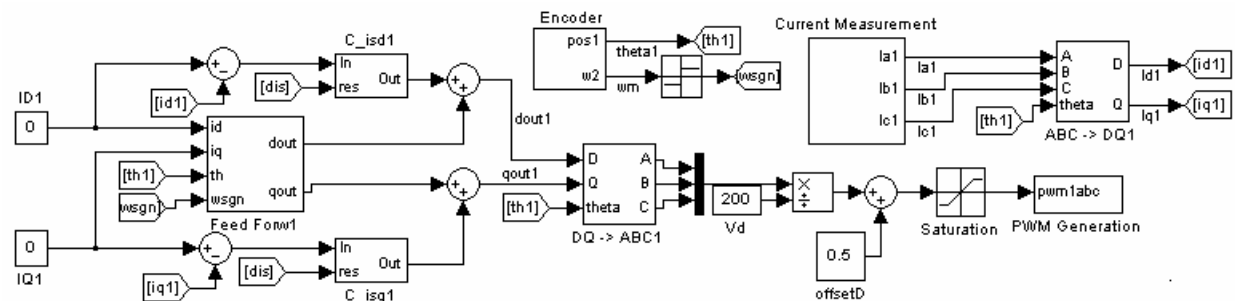 Encoder
Current Measurement
C_isd1
pos1
theta1
[th1]
In
Out
res
[dis]
w2
wm
[wsgn]
Ia1
Ia1
Ib1
Ib1
Ic1
Ic1
A
B
C
theta
D
Q
Id1
[id1]
Iq1
[iq1]
[th1]
ABC -> DQ1
ID1
0
[id1]
id
iq
th
wsgn
dout
qout
[th1]
wsgn]
Feed Forw1
dout1
qout1
D
Q
theta
A
B
C
[th1]
DQ -> ABC1
200
Vd
×
÷
Saturation
pwm1abc
PWM Generation
0
IQ1
[iq1]
[dis]
In
Out
res
C_isq1
0.5
offsetD